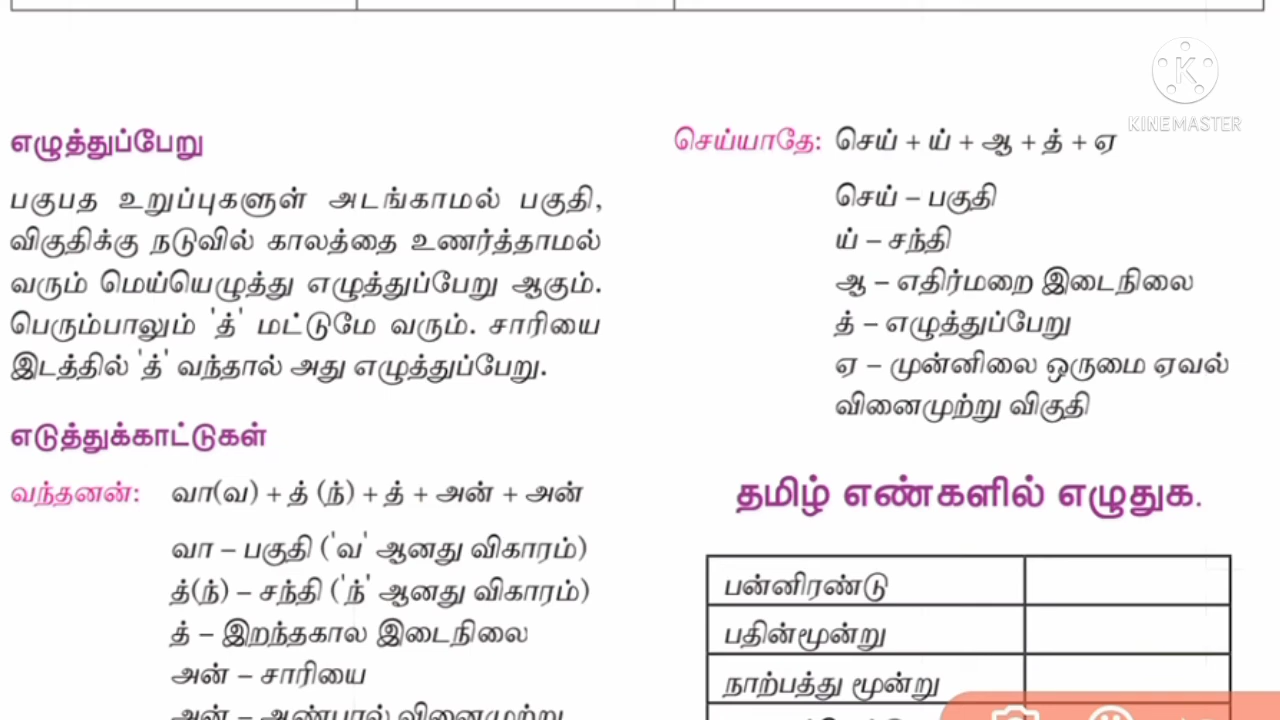 எழுத்துப்பேறு
பகுபத உறுப்புகளுள் அடங்காமல் பகுதி,
விகுதிக்கு நடுவில் காலத்தை உணர்த்தாமல்
வரும் மெய்யெழுத்து எழுத்துப்பேறு ஆகும்.
பெரும்பாலும் 'த்' மட்டுமே வரும். சாரியை
இடத்தில் 'த்' வந்தால் அது எழுத்துப்பேறு.
எடுத்துக்காட்டுகள்
வந்தனன்: வா(வ) + த் (ந்) + த் + அன் + அன்
வா – பகுதி ('வ' ஆனது விகாரம்)
த்(ந்) – சந்தி ('ந்' ஆனது விகாரம்)
த் – இறந்தகால இடைநிலை
அன் – சாரியை
அன் – ஆண்பால் வினைமுற்று
KINEMASTER
செய்யாதே: செய் + ய் + ஆ + த் + ஏ
செய் – பகுதி
ய் – சந்தி
ஆ – எதிர்மறை இடைநிலை
த் – எழுத்துப்பேறு
ஏ – முன்னிலை ஒருமை ஏவல்
வினைமுற்று விகுதி
தமிழ் எண்களில் எழுதுக.
பன்னிரண்டு
பதின்மூன்று
நாற்பத்து மூன்று